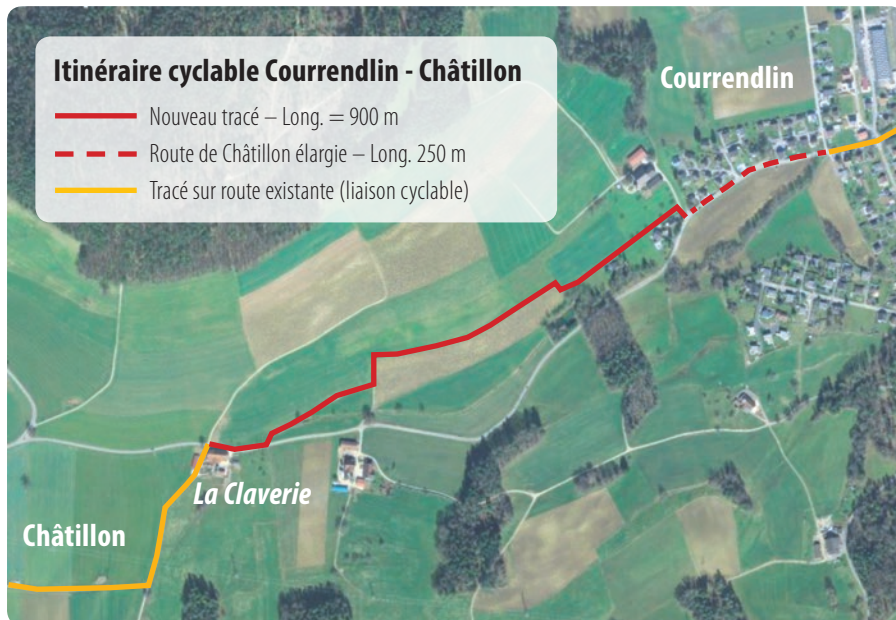 Itinéraire cyclable Courrendlin - Châtillon
Nouveau tracé – Long. = 900 m
Route de Châtillon élargie – Long. 250 m
Tracé sur route existante (liaison cyclable)
Courrendlin
La Claverie
Châtillon